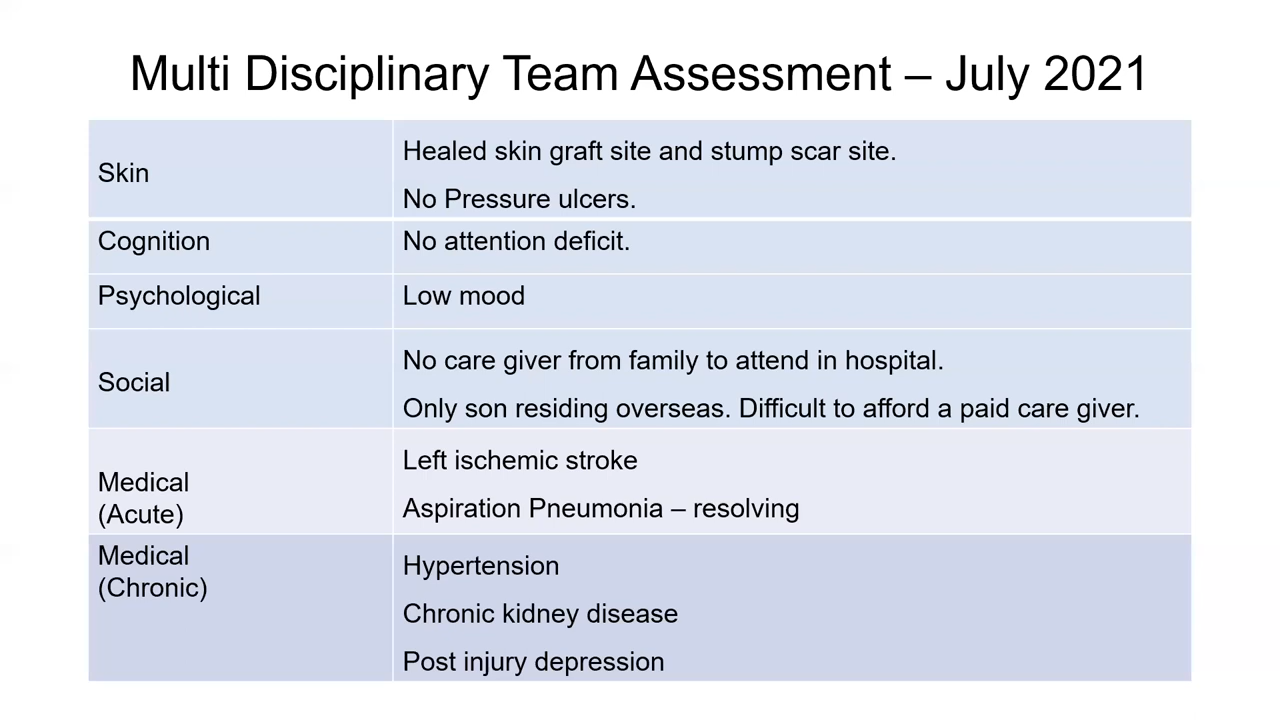 Multi Disciplinary Team Assessment – July 2021
Skin
Healed skin graft site and stump scar site.
No Pressure ulcers.
Cognition
No attention deficit.
Psychological
Low mood
Social
No care giver from family to attend in hospital.
Only son residing overseas. Difficult to afford a paid care giver.
Medical
(Acute)
Left ischemic stroke
Aspiration Pneumonia – resolving
Medical
(Chronic)
Hypertension
Chronic kidney disease
Post injury depression